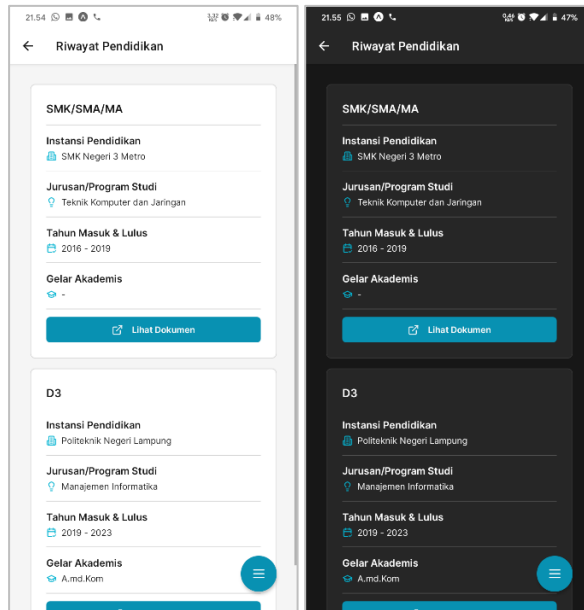 21.54
48%
Riwayat Pendidikan
SMK/SMA/MA
Instansi Pendidikan
SMK Negeri 3 Metro
Jurusan/Program Studi
Teknik Komputer dan Jaringan
Tahun Masuk & Lulus
2016 - 2019
Gelar Akademis
-
Lihat Dokumen
D3
Instansi Pendidikan
Politeknik Negeri Lampung
Jurusan/Program Studi
Manajemen Informatika
Tahun Masuk & Lulus
2019 - 2023
Gelar Akademis
A.md.Kom
21.55
47%
Riwayat Pendidikan
SMK/SMA/MA
Instansi Pendidikan
SMK Negeri 3 Metro
Jurusan/Program Studi
Teknik Komputer dan Jaringan
Tahun Masuk & Lulus
2016 - 2019
Gelar Akademis
-
Lihat Dokumen
D3
Instansi Pendidikan
Politeknik Negeri Lampung
Jurusan/Program Studi
Manajemen Informatika
Tahun Masuk & Lulus
2019 - 2023
Gelar Akademis
A.md.Kom